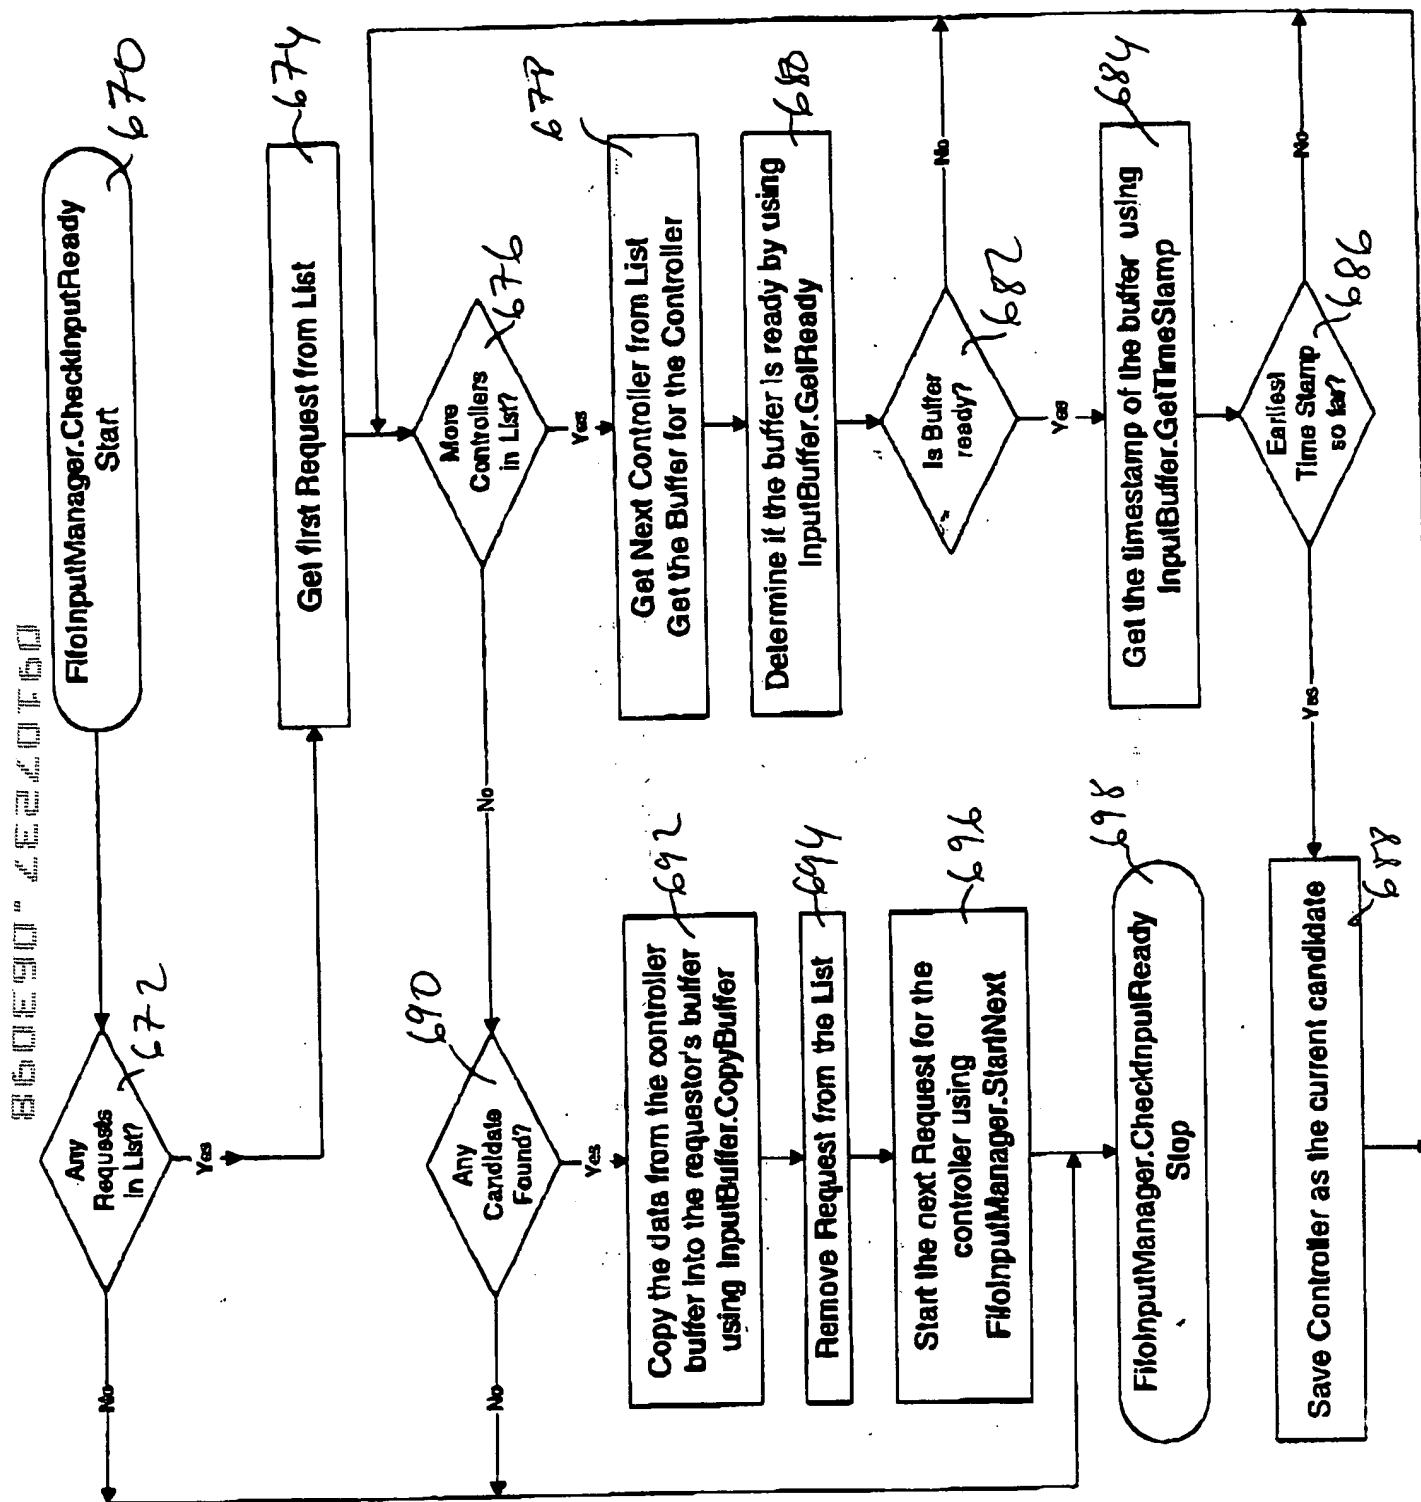 09107237.063098
FifoInputManager.CheckInputReady
Start
670
Any
Requests
in List?
672
Yes
No
Get first Request from List
674
More
Controllers
in List?
676
Yes
No
Get Next Controller from List
Get the Buffer for the Controller
678
Determine if the buffer is ready by using
InputBuffer.GetReady
680
Is Buffer
ready?
682
No
Yes
Get the timestamp of the buffer using
InputBuffer.GetTimeStamp
684
Earliest
Time Stamp
so far?
686
No
Yes
Save Controller as the current candidate
688
Any
Candidate
Found?
690
No
Yes
Copy the data from the controller
buffer into the requestor's buffer
using InputBuffer.CopyBuffer
692
Remove Request from the List
694
Start the next Request for the
controller using
FifoInputManager.StartNext
696
FifoInputManager.CheckInputReady
Stop
698